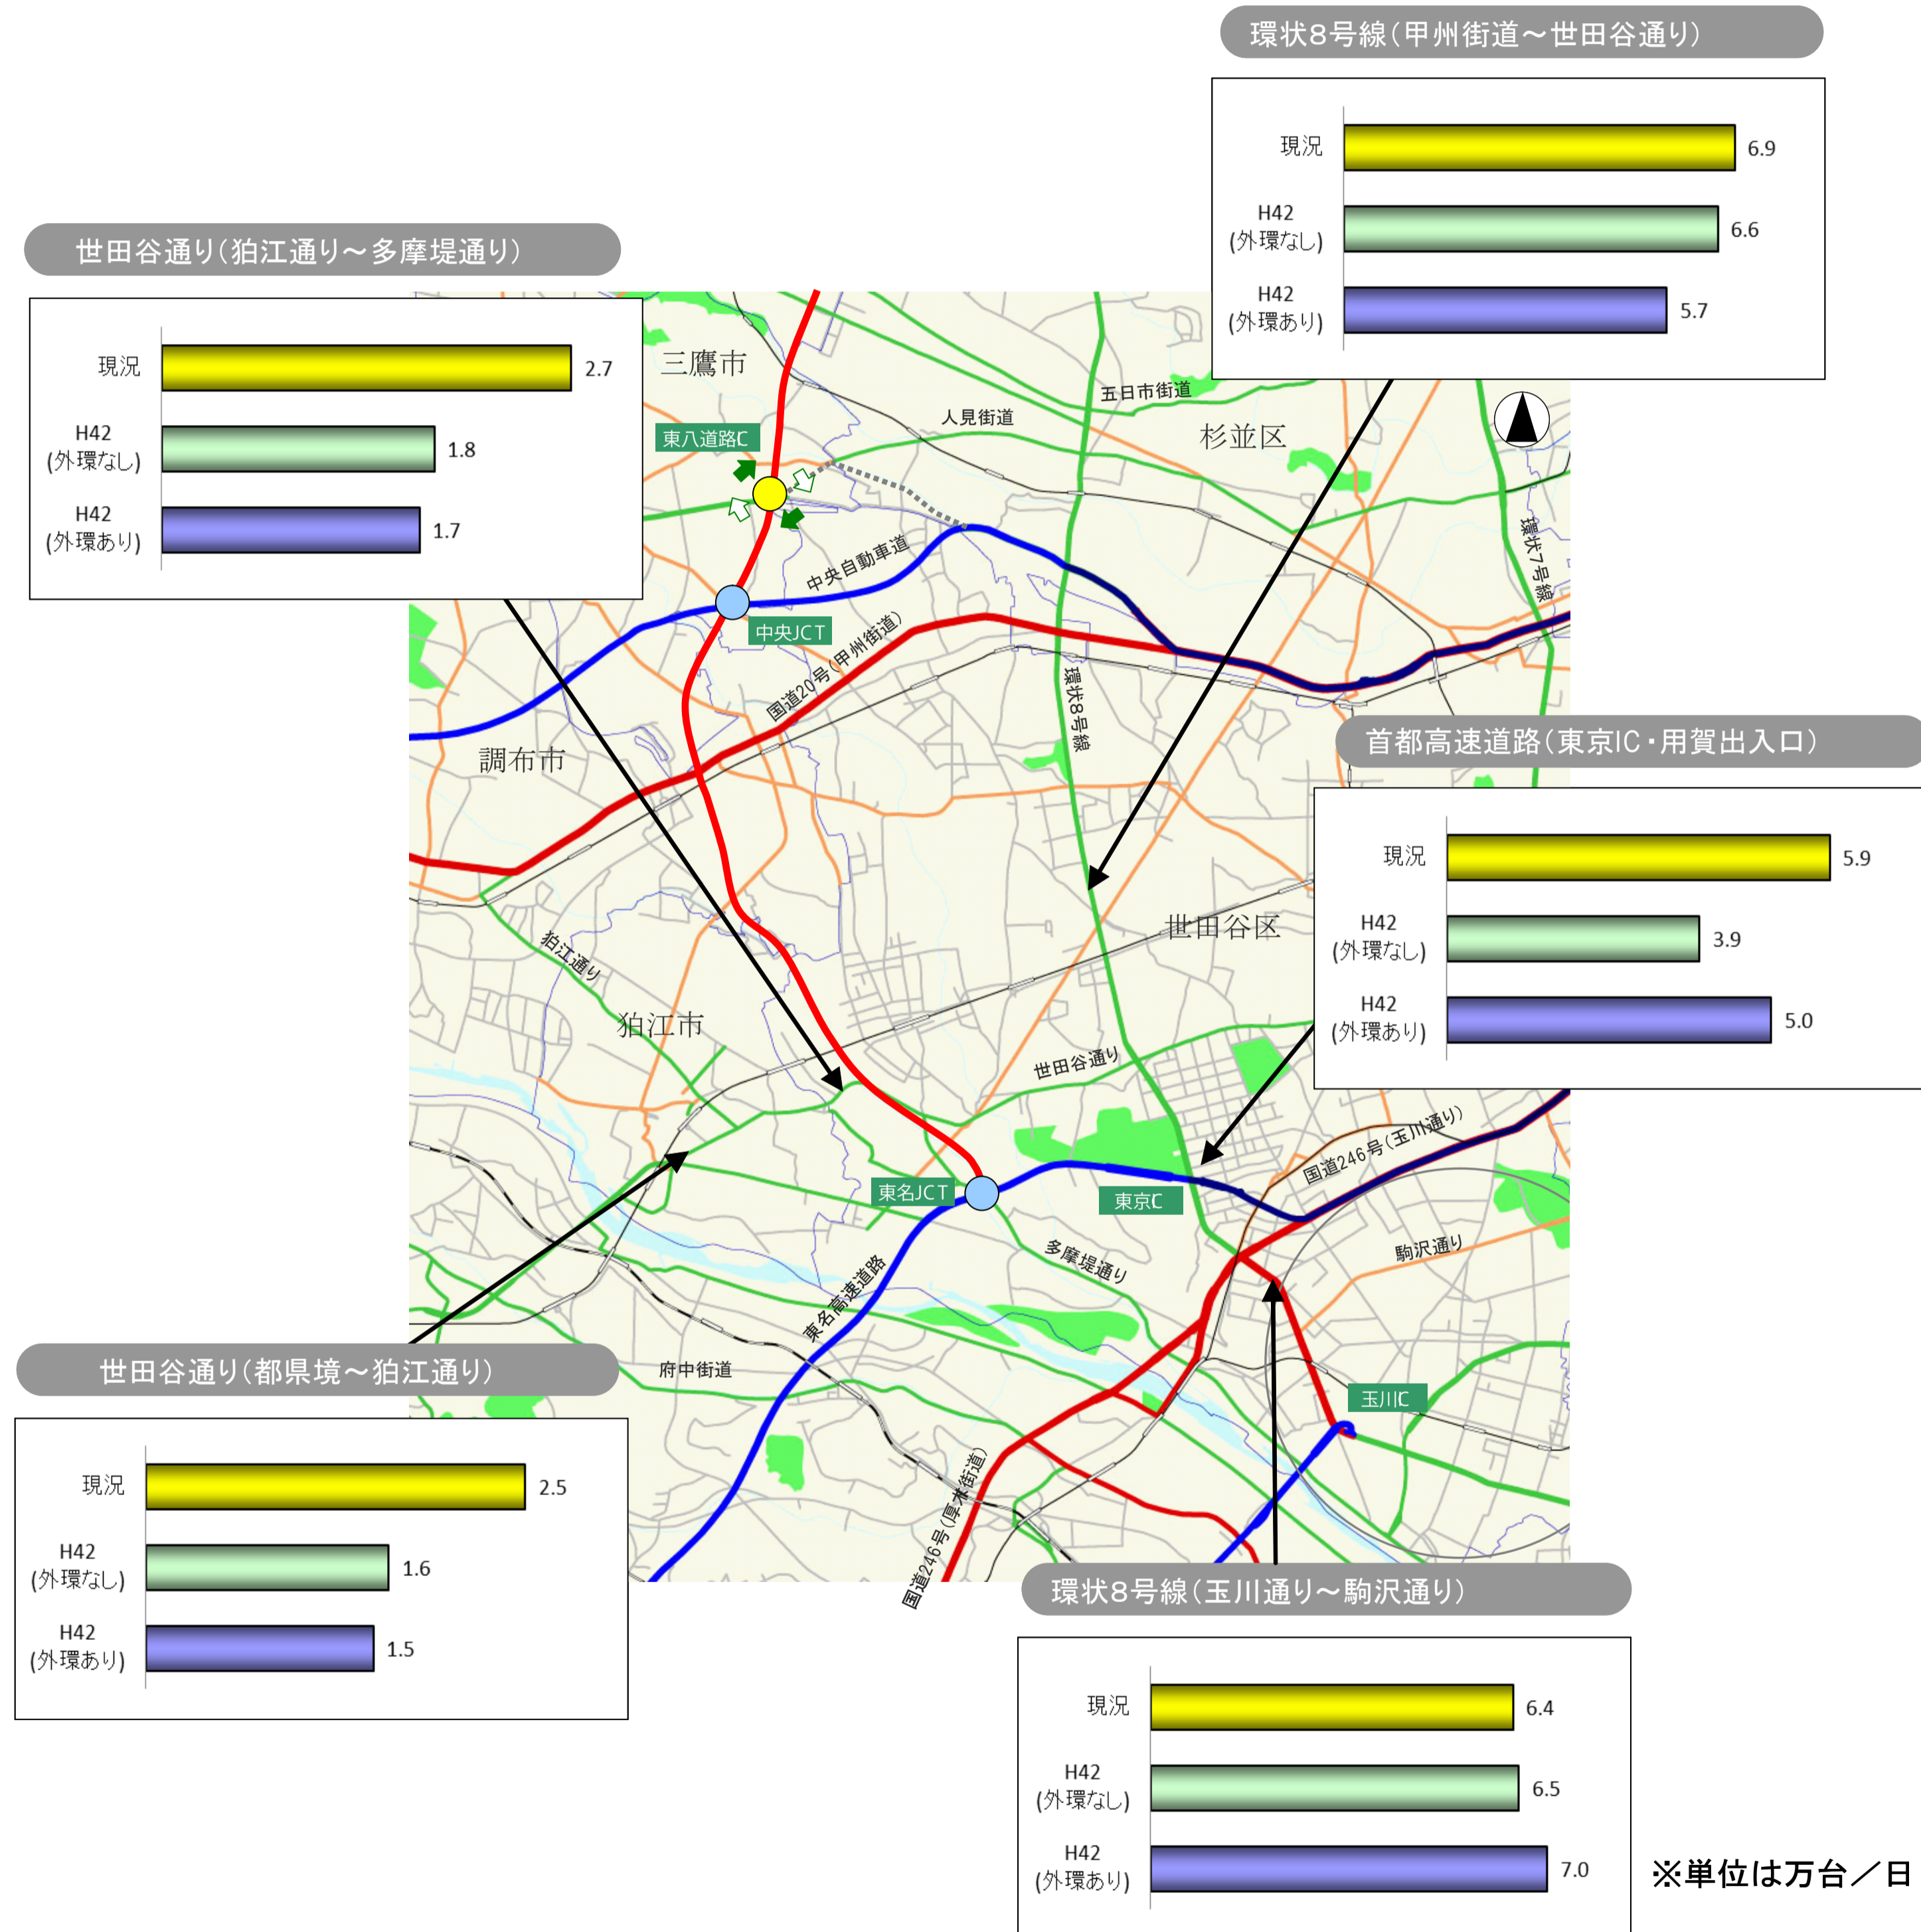 環状8号線(甲州街道～世田谷通り)
現況
6.9
H42
(外環なし)
6.6
H42
(外環あり)
5.7
世田谷通り(狛江通り～多摩堤通り)
現況
2.7
H42
(外環なし)
1.8
H42
(外環あり)
1.7
三鷹市
五日市街道
人見街道
杉並区
東八道路IC
環状7号線
中央自動車道
中央JCT
国道20号(甲州街道)
環状8号線
調布市
首都高速道路(東京IC・用賀出入口)
現況
5.9
H42
(外環なし)
3.9
H42
(外環あり)
5.0
世田谷区
狛江通り
狛江市
世田谷通り
国道246号(玉川通り)
東名JCT
東京IC
多摩堤通り
駒沢通り
東名高速道路
府中街道
玉川IC
国道246号(厚木街道)
世田谷通り(都県境～狛江通り)
現況
2.5
H42
(外環なし)
1.6
H42
(外環あり)
1.5
環状8号線(玉川通り～駒沢通り)
現況
6.4
H42
(外環なし)
6.5
H42
(外環あり)
7.0
※単位は万台／日